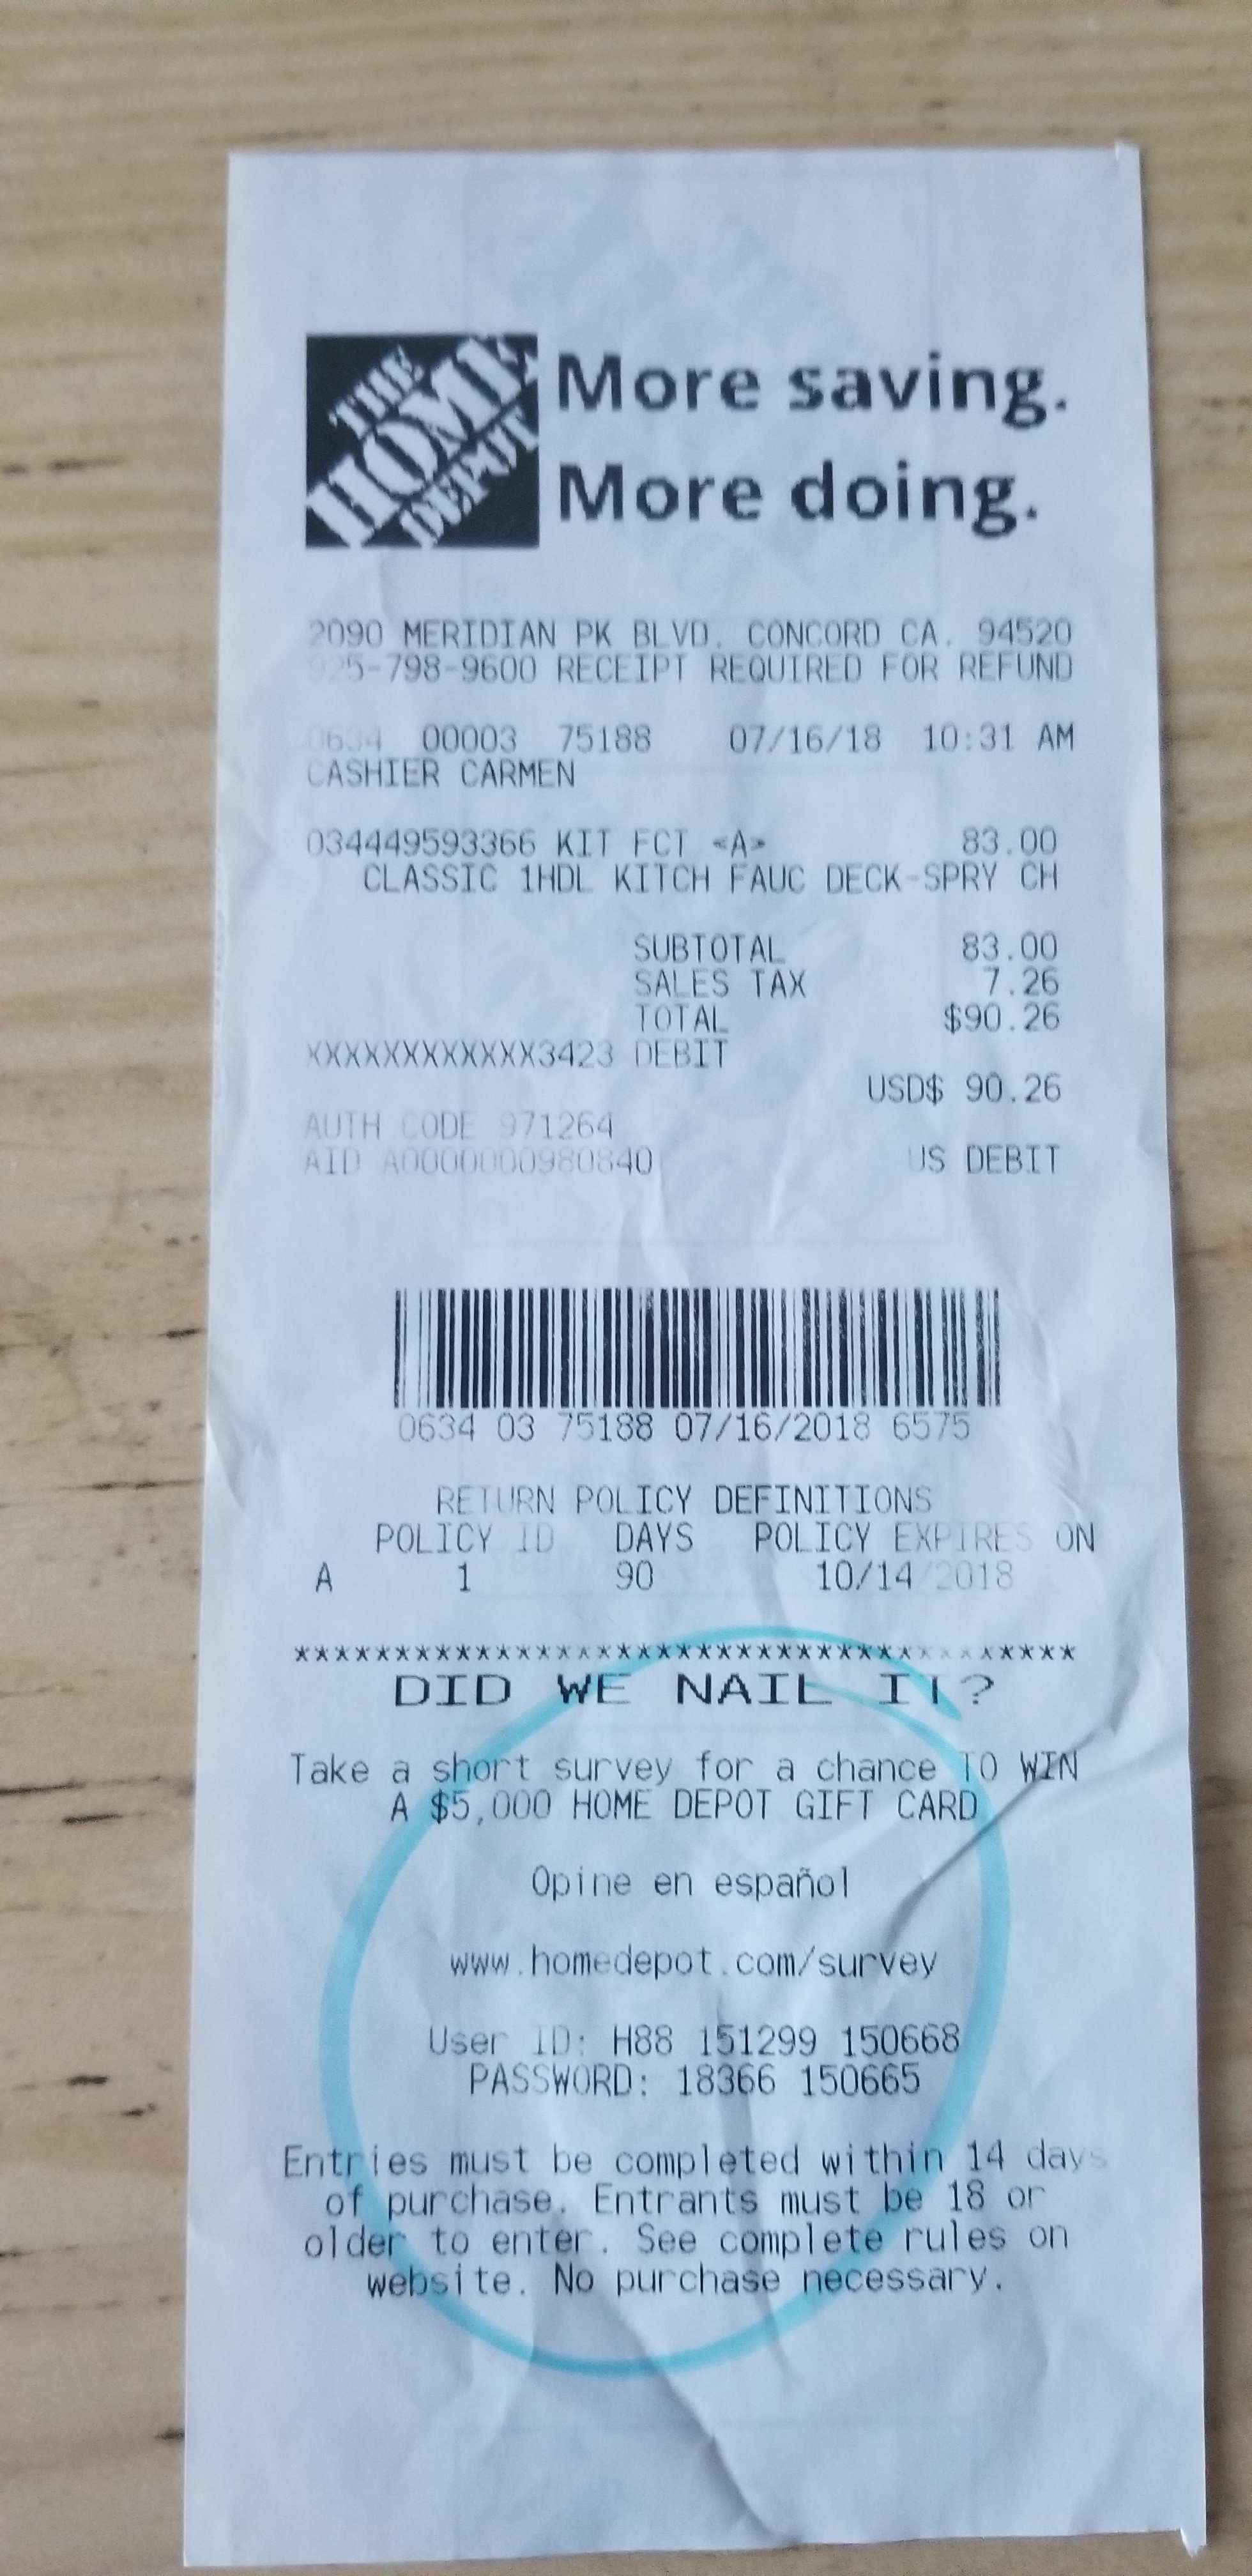 THE
HOME
DEPOT
More saving.
More doing.
2090 MERIDIAN PK BLVD. CONCORD CA. 94520
925-798-9600 RECEIPT REQUIRED FOR REFUND
0634 00003 75188 07/16/18 10:31 AM
CASHIER CARMEN
034449593366 KIT FCT <A> 83.00
CLASSIC 1HDL KITCH FAUC DECK-SPRY CH
SUBTOTAL 83.00
SALES TAX 7.26
TOTAL $90.26
XXXXXXXXXXXX3423 DEBIT
USD$ 90.26
AUTH CODE 971264
AID A0000000980840 US DEBIT
0634 03 75188 07/16/2018 6575
RETURN POLICY DEFINITIONS
POLICY ID DAYS POLICY EXPIRES ON
A 1 90 10/14/2018
***************************************
DID WE NAIL IT?
Take a short survey for a chance TO WIN
A $5,000 HOME DEPOT GIFT CARD
Opine en español
www.homedepot.com/survey
User ID: H88 151299 150668
PASSWORD: 18366 150665
Entries must be completed within 14 days
of purchase. Entrants must be 18 or
older to enter. See complete rules on
website. No purchase necessary.